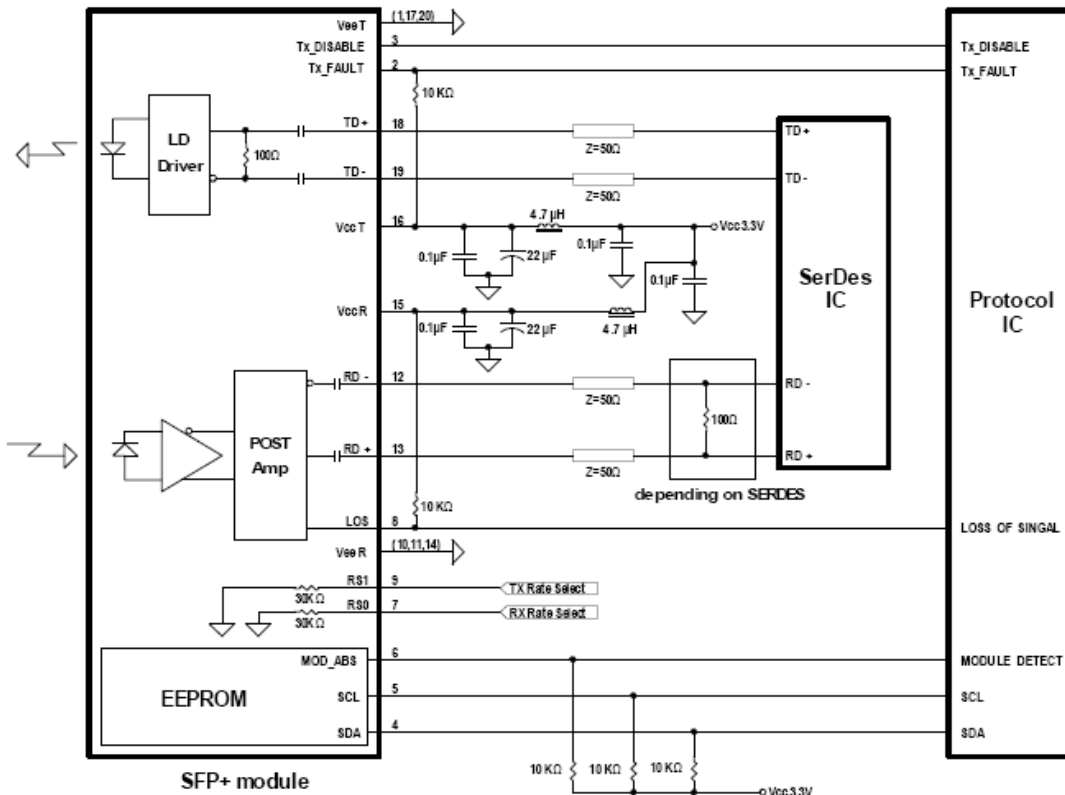 VeeT
(1,17,20)
Tx_DISABLE
3
Tx_DISABLE
Tx_FAULT
2
Tx_FAULT
10 KΩ
LD
Driver
100Ω
TD+
18
Z=50Ω
TD+
TD -
19
Z=50Ω
TD -
VccT
16
4.7 µH
Vcc3.3V
0.1µF
22 µF
0.1µF
0.1µF
SerDes
IC
Protocol
IC
VccR
15
0.1µF
22 µF
4.7 µH
RD -
12
Z=50Ω
RD -
100Ω
POST
Amp
RD +
13
Z=50Ω
RD +
depending on SERDES
10 KΩ
LOS
8
LOSS OF SINGAL
VeeR
(10,11,14)
RS1
9
TX Rate Select
30KΩ
RS0
7
RX Rate Select
30KΩ
MOD_ABS
6
MODULE DETECT
EEPROM
SCL
5
SCL
SDA
4
SDA
10 KΩ
10 KΩ
10 KΩ
Vcc3.3V
SFP+ module